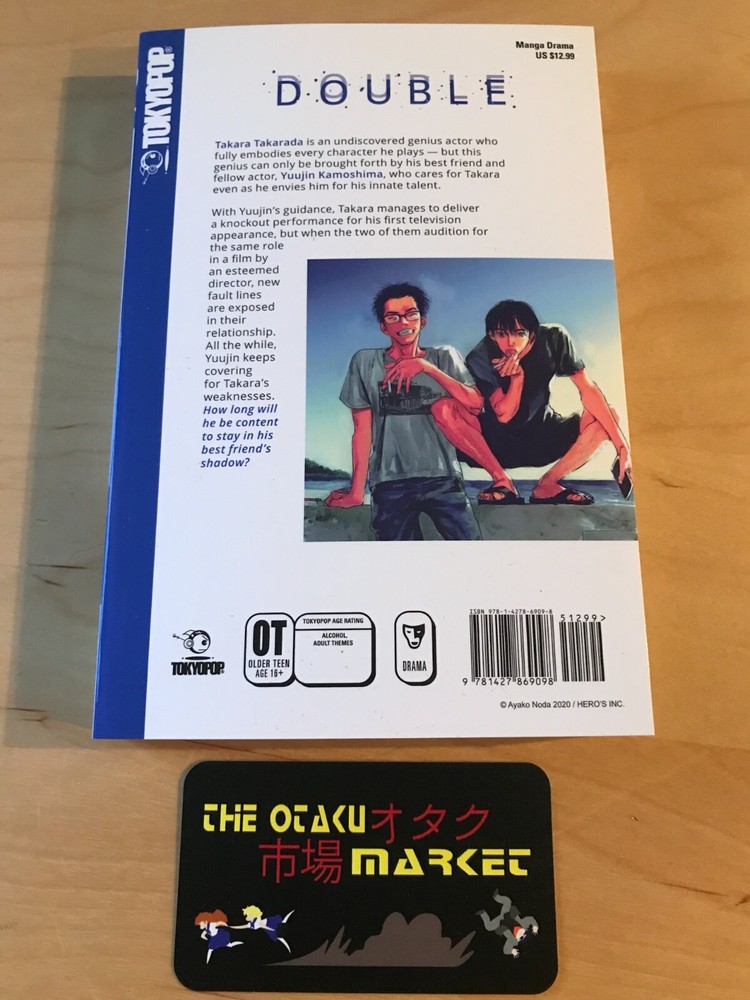 TOKYOPOP®
Manga Drama
US $12.99
DOUBLE
Takara Takarada is an undiscovered genius actor who
fully embodies every character he plays — but this
genius can only be brought forth by his best friend and
fellow actor, Yuujin Kamoshima, who cares for Takara
even as he envies him for his innate talent.
With Yuujin's guidance, Takara manages to deliver
a knockout performance for his first television
appearance, but when the two of them audition for
the same role
in a film by
an esteemed
director, new
fault lines
are exposed
in their
relationship.
All the while,
Yuujin keeps
covering
for Takara's
weaknesses.
How long will
he be content
to stay in his
best friend's
shadow?
TOKYOPOP
OT
OLDER TEEN
AGE 16+
TOKYOPOP AGE RATING
ALCOHOL,
ADULT THEMES
DRAMA
ISBN 978-1-4278-6909-8
51299>
9 781427 869098
© Ayako Noda 2020 / HERO'S INC.
THE OTAKU オタク
市場 MARKET